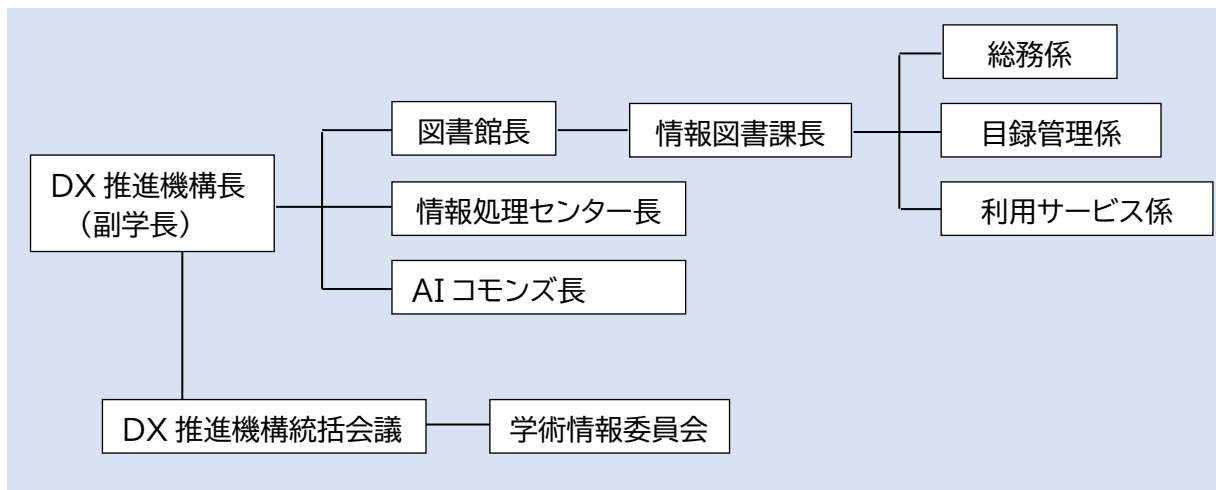 総務係
図書館長
情報図書課長
目録管理係
DX 推進機構長
（副学長）
情報処理センター長
利用サービス係
AI コモンズ長
DX 推進機構統括会議
学術情報委員会